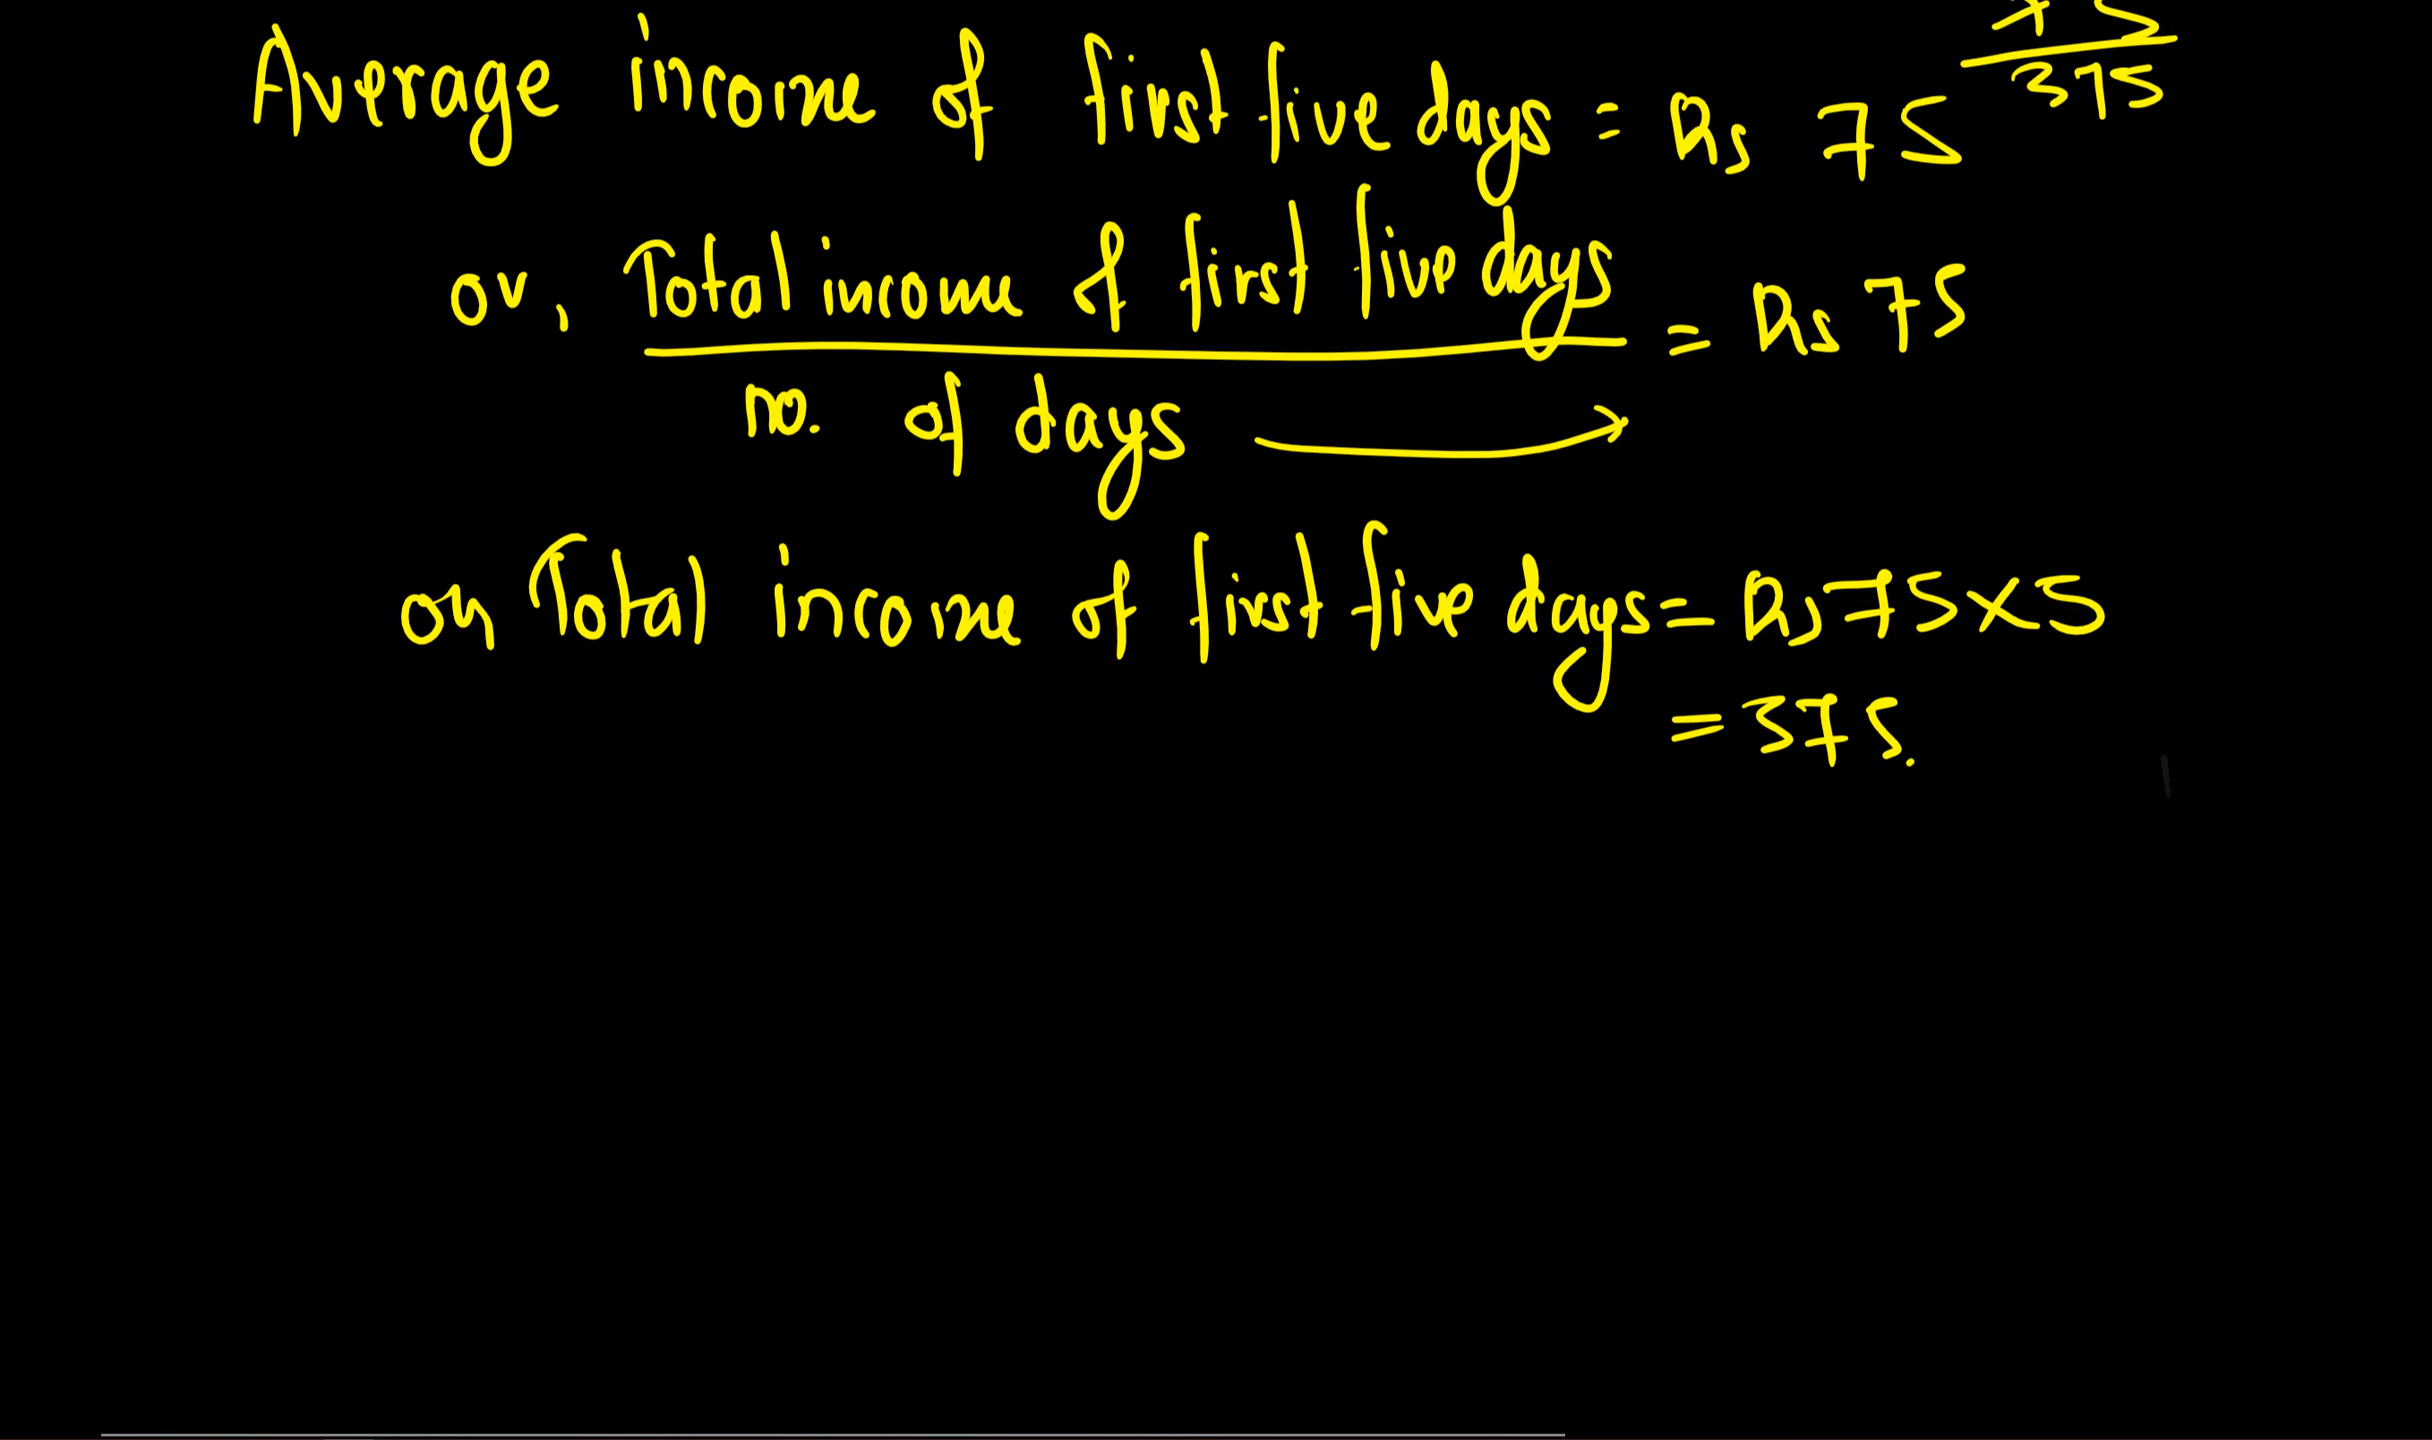 75
375
Average income of first five days = Rs 75
or, Total income of first five days = Rs 75
no. of days
or, Total income of first five days = Rs 75×5
= 375.